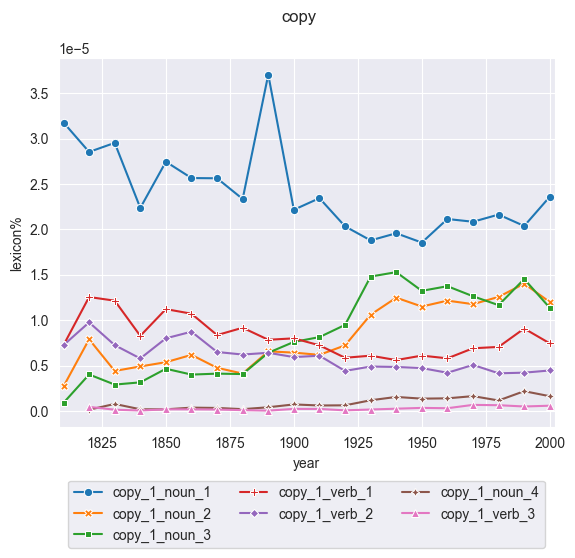 copy
1e−5
3.5
3.0
2.5
2.0
1.5
1.0
0.5
0.0
lexicon%
1825 1850 1875 1900 1925 1950 1975 2000
year
copy_1_noun_1 copy_1_verb_1 copy_1_noun_4
copy_1_noun_2 copy_1_verb_2 copy_1_verb_3
copy_1_noun_3